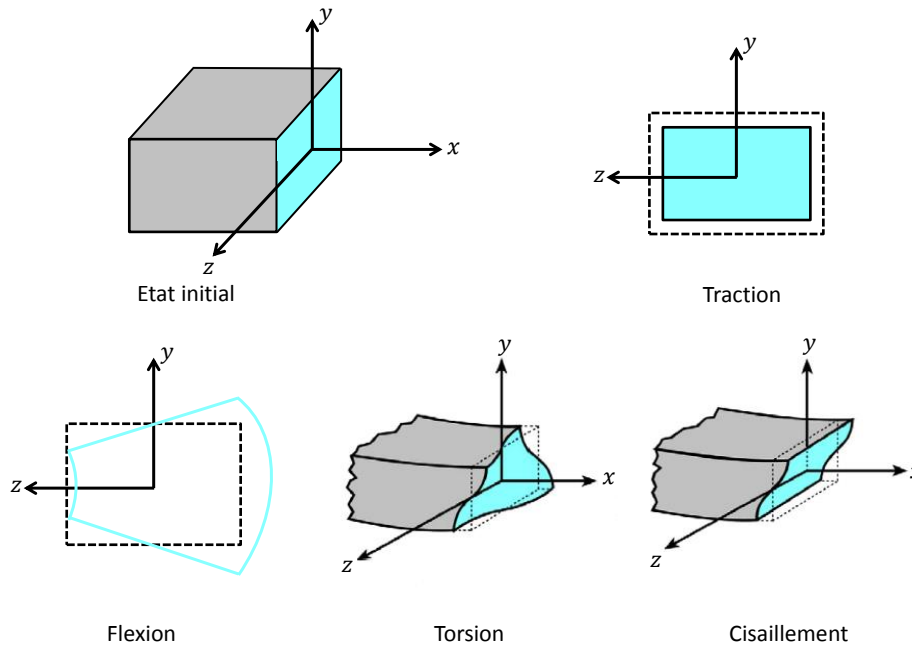 y
x
z
Etat initial
y
z
Traction
y
z
Flexion
y
x
z
Torsion
y
x
z
Cisaillement